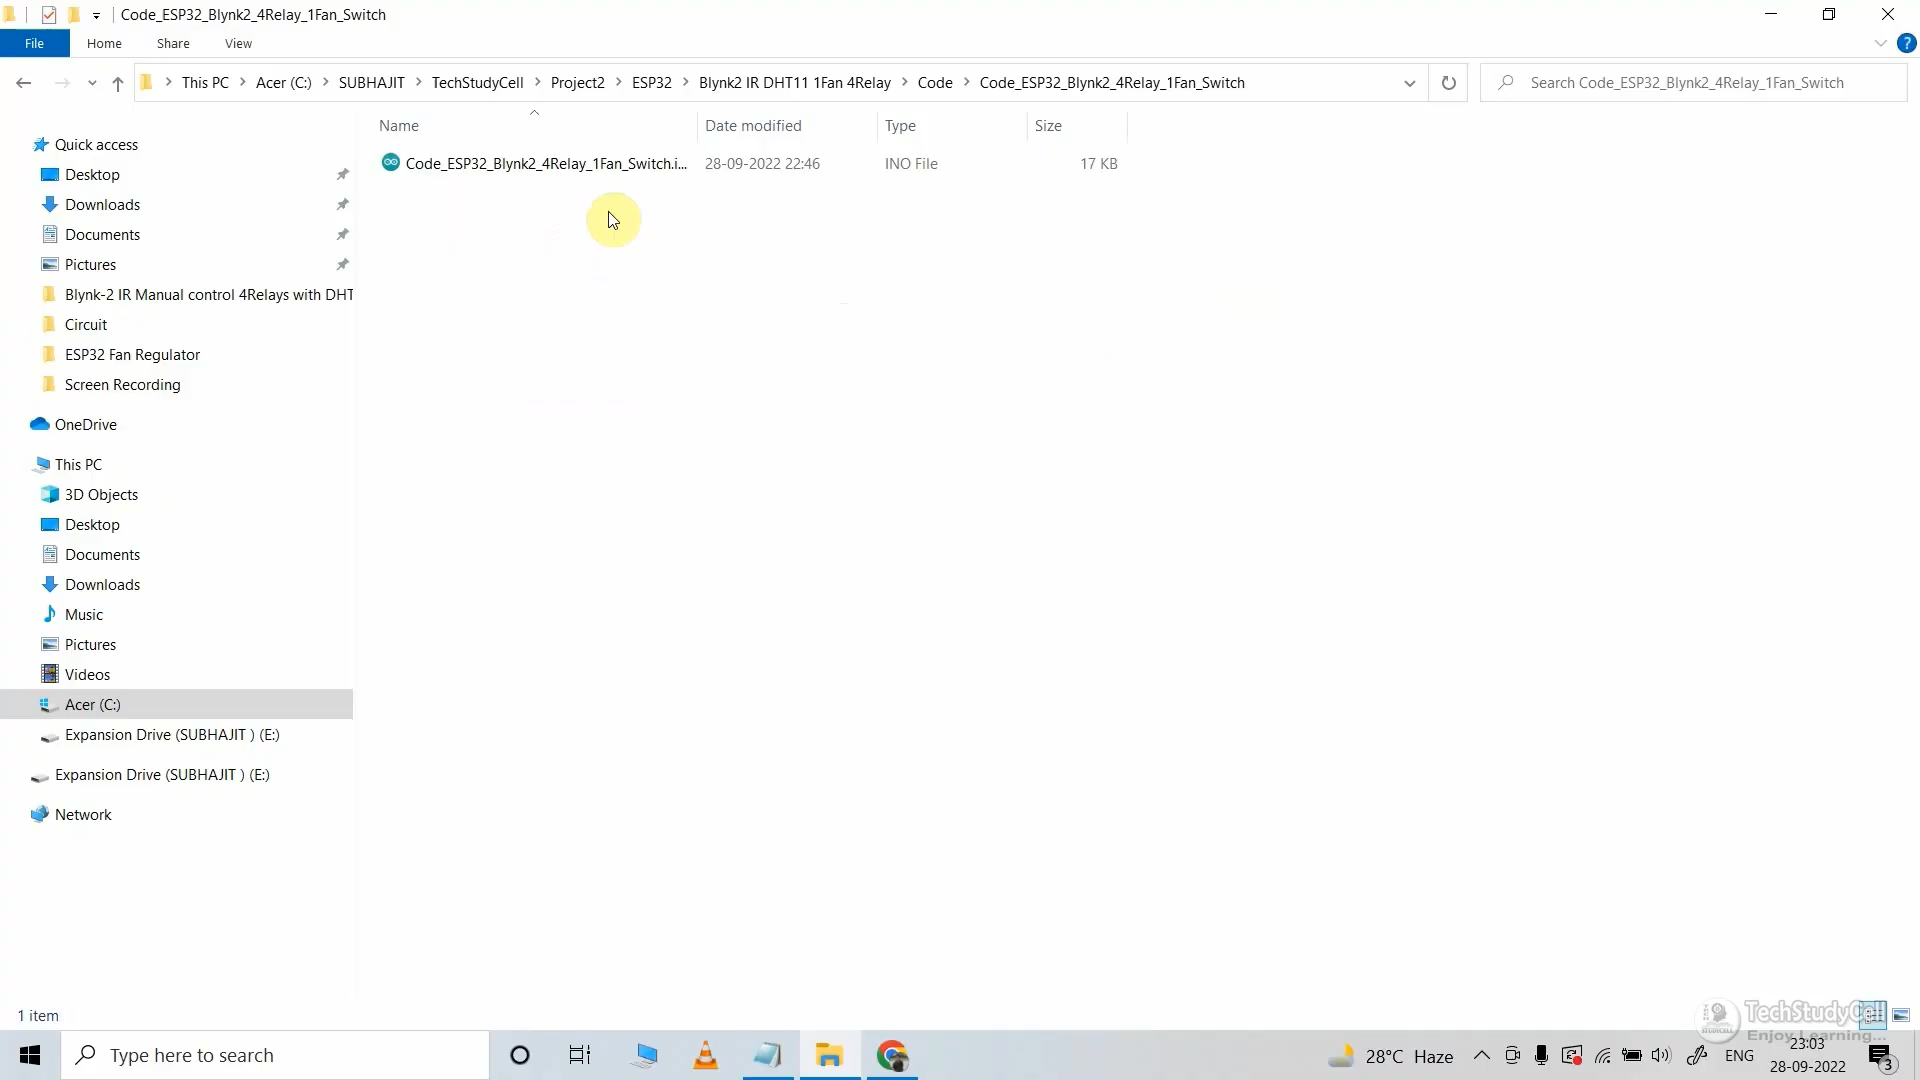 Code_ESP32_Blynk2_4Relay_1Fan_Switch
File Home Share View
This PC Acer (C:) SUBHAJIT TechStudyCell Project2 ESP32 Blynk2 IR DHT11 1Fan 4Relay Code Code_ESP32_Blynk2_4Relay_1Fan_Switch Search Code_ESP32_Blynk2_4Relay_1Fan_Switch
Name Date modified Type Size
Code_ESP32_Blynk2_4Relay_1Fan_Switch.i... 28-09-2022 22:46 INO File 17 KB
Quick access
Desktop
Downloads
Documents
Pictures
Blynk-2 IR Manual control 4Relays with DHT
Circuit
ESP32 Fan Regulator
Screen Recording
OneDrive
This PC
3D Objects
Desktop
Documents
Downloads
Music
Pictures
Videos
Acer (C:)
Expansion Drive (SUBHAJIT ) (E:)
Expansion Drive (SUBHAJIT ) (E:)
Network
1 item
TechStudyCell
Enjoy Learning...
Type here to search
28°C Haze ENG
23:03
28-09-2022
3